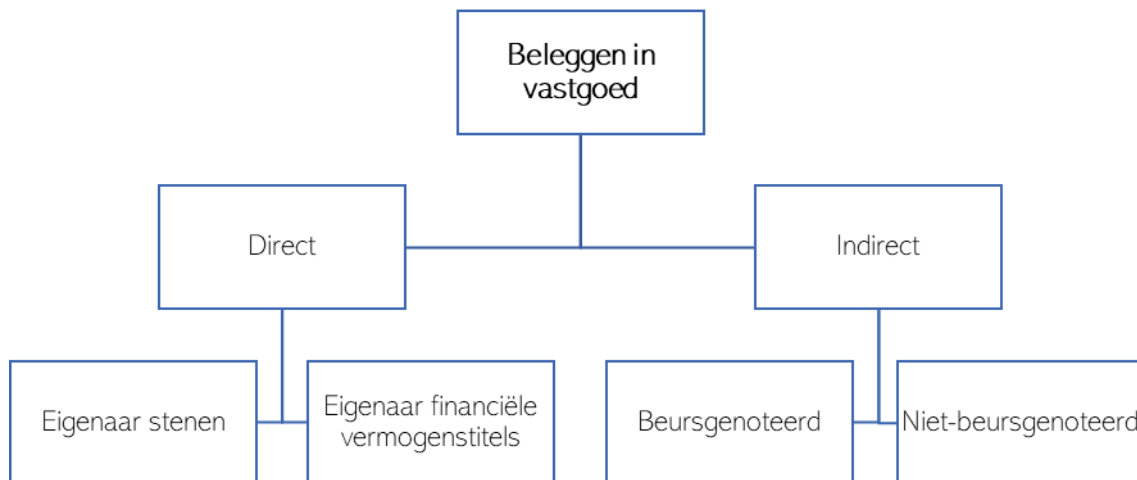 Beleggen in
vastgoed
Direct
Indirect
Eigenaar stenen
Eigenaar financiële
vermogenstitels
Beursgenoteerd
Niet-beursgenoteerd